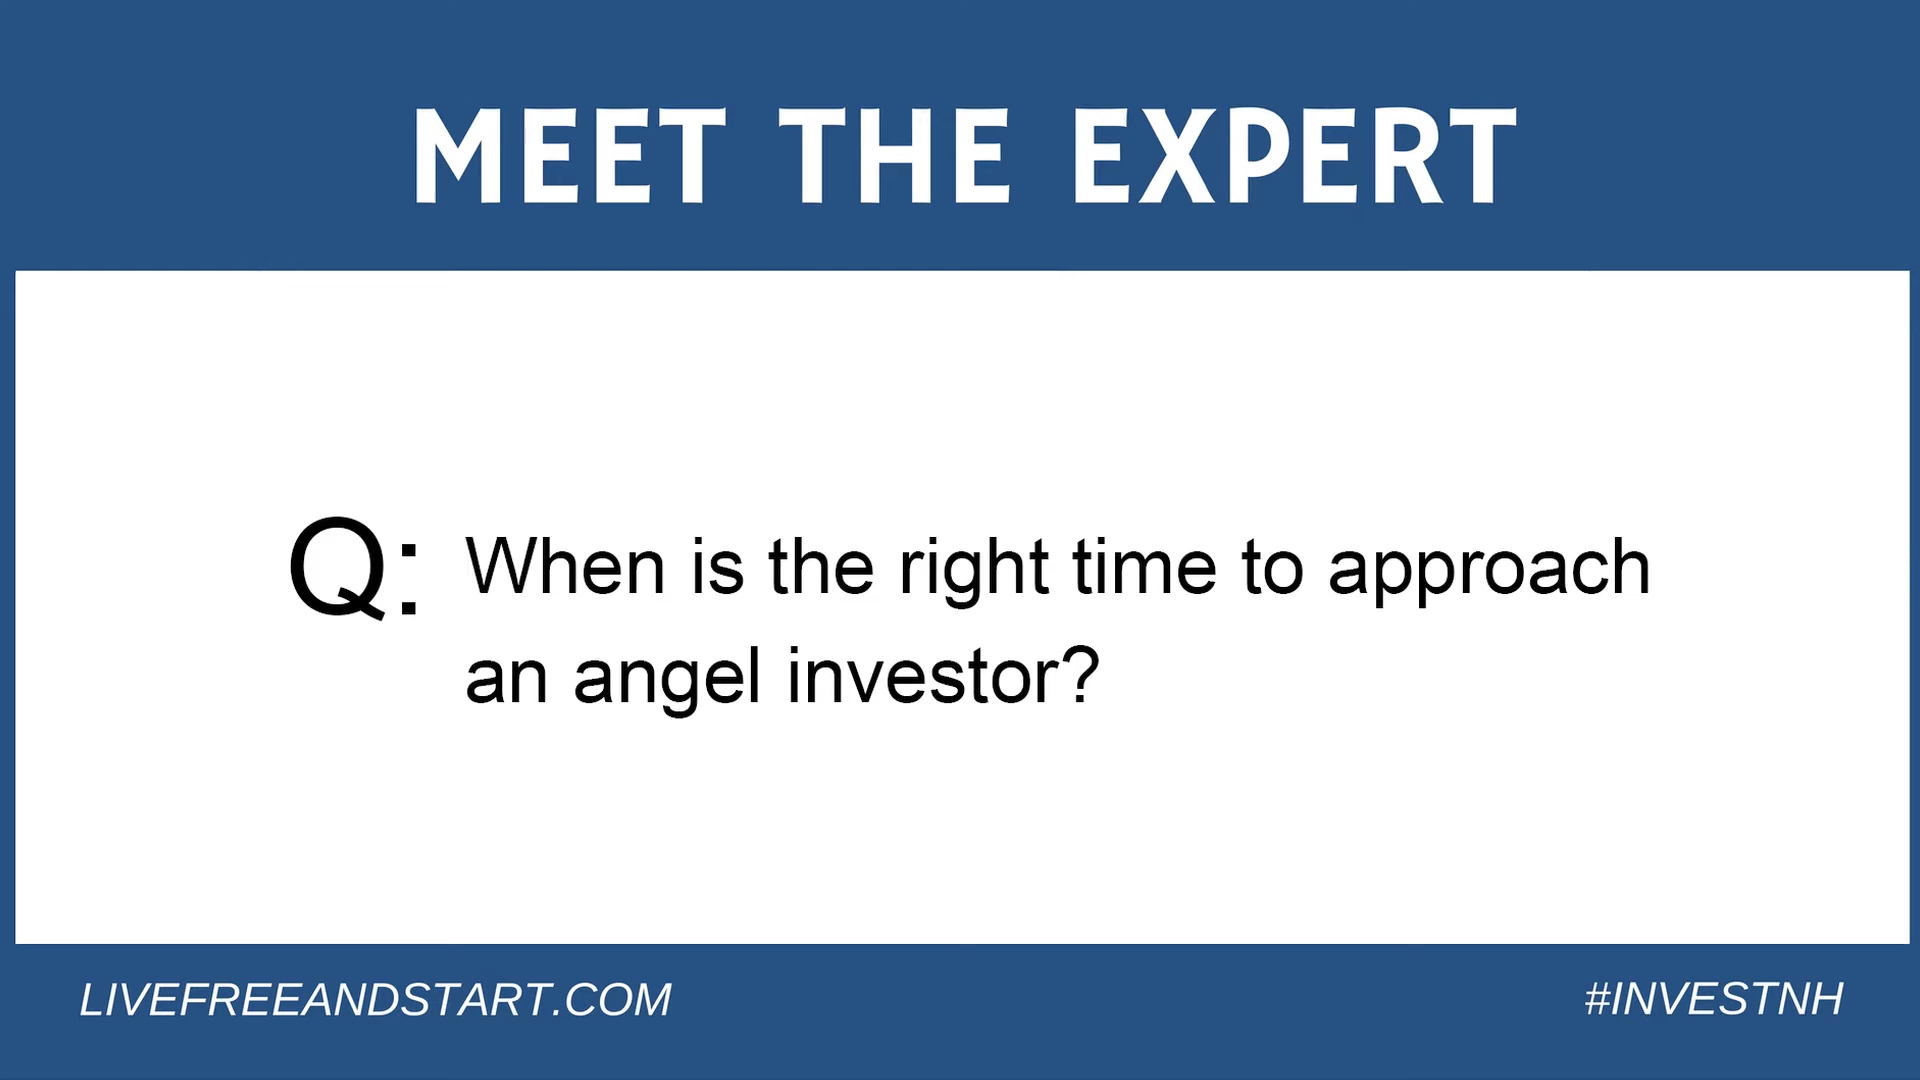 MEET THE EXPERT
Q: When is the right time to approach
an angel investor?
LIVEFREEANDSTART.COM
#INVESTNH